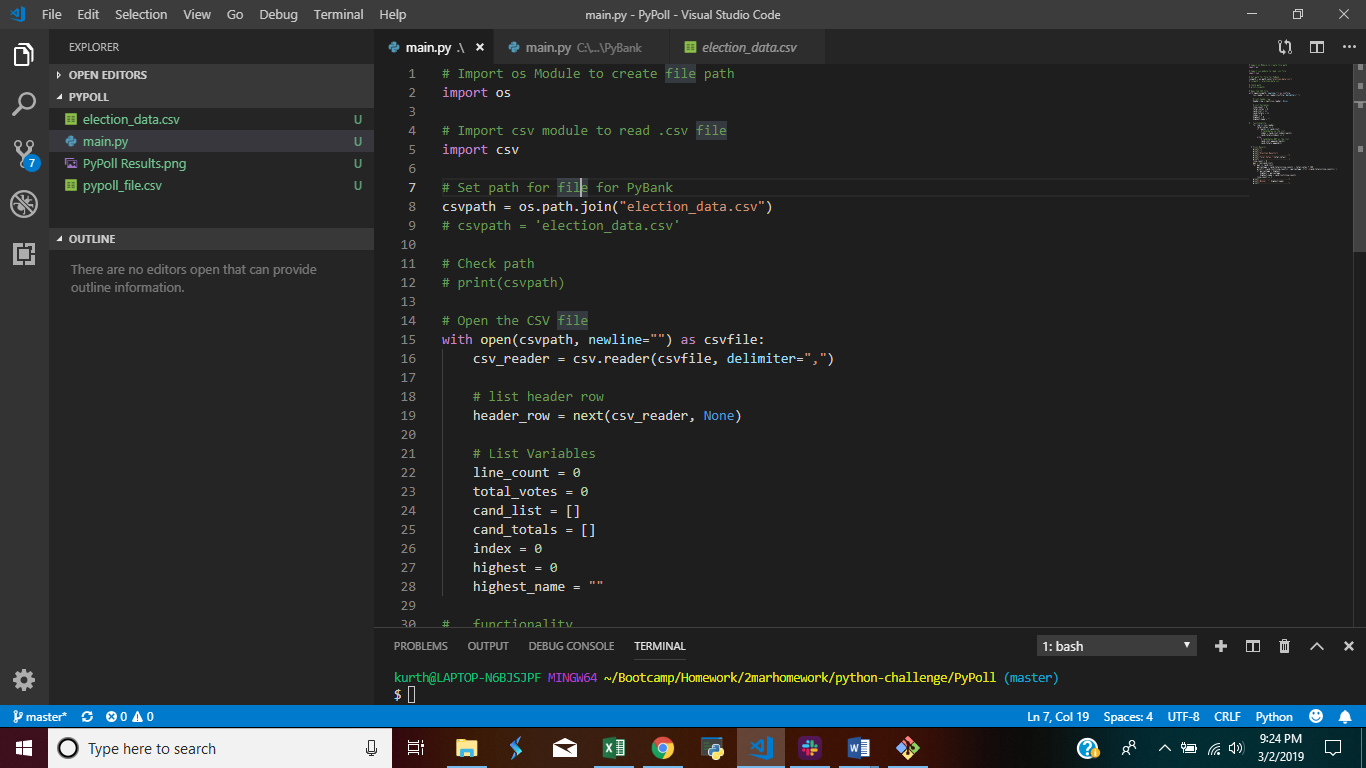 File Edit Selection View Go Debug Terminal Help
main.py - PyPoll - Visual Studio Code
EXPLORER
OPEN EDITORS
PYPOLL
election_data.csv U
main.py U
PyPoll Results.png U
pypoll_file.csv U
OUTLINE
There are no editors open that can provide
outline information.
7
main.py .\
main.py C:\...\PyBank
election_data.csv
1 # Import os Module to create file path
2 import os
3
4 # Import csv module to read .csv file
5 import csv
6
7 # Set path for file for PyBank
8 csvpath = os.path.join("election_data.csv")
9 # csvpath = 'election_data.csv'
10
11 # Check path
12 # print(csvpath)
13
14 # Open the CSV file
15 with open(csvpath, newline="") as csvfile:
16 csv_reader = csv.reader(csvfile, delimiter=",")
17
18 # list header row
19 header_row = next(csv_reader, None)
20
21 # List Variables
22 line_count = 0
23 total_votes = 0
24 cand_list = []
25 cand_totals = []
26 index = 0
27 highest = 0
28 highest_name = ""
29
30 # functionality
PROBLEMS OUTPUT DEBUG CONSOLE TERMINAL
1: bash
kurth@LAPTOP-N6BJSJPF MINGW64 ~/Bootcamp/Homework/2marhomework/python-challenge/PyPoll (master)
$
master* 0 0
Ln 7, Col 19 Spaces: 4 UTF-8 CRLF Python
Type here to search
9:24 PM
3/2/2019